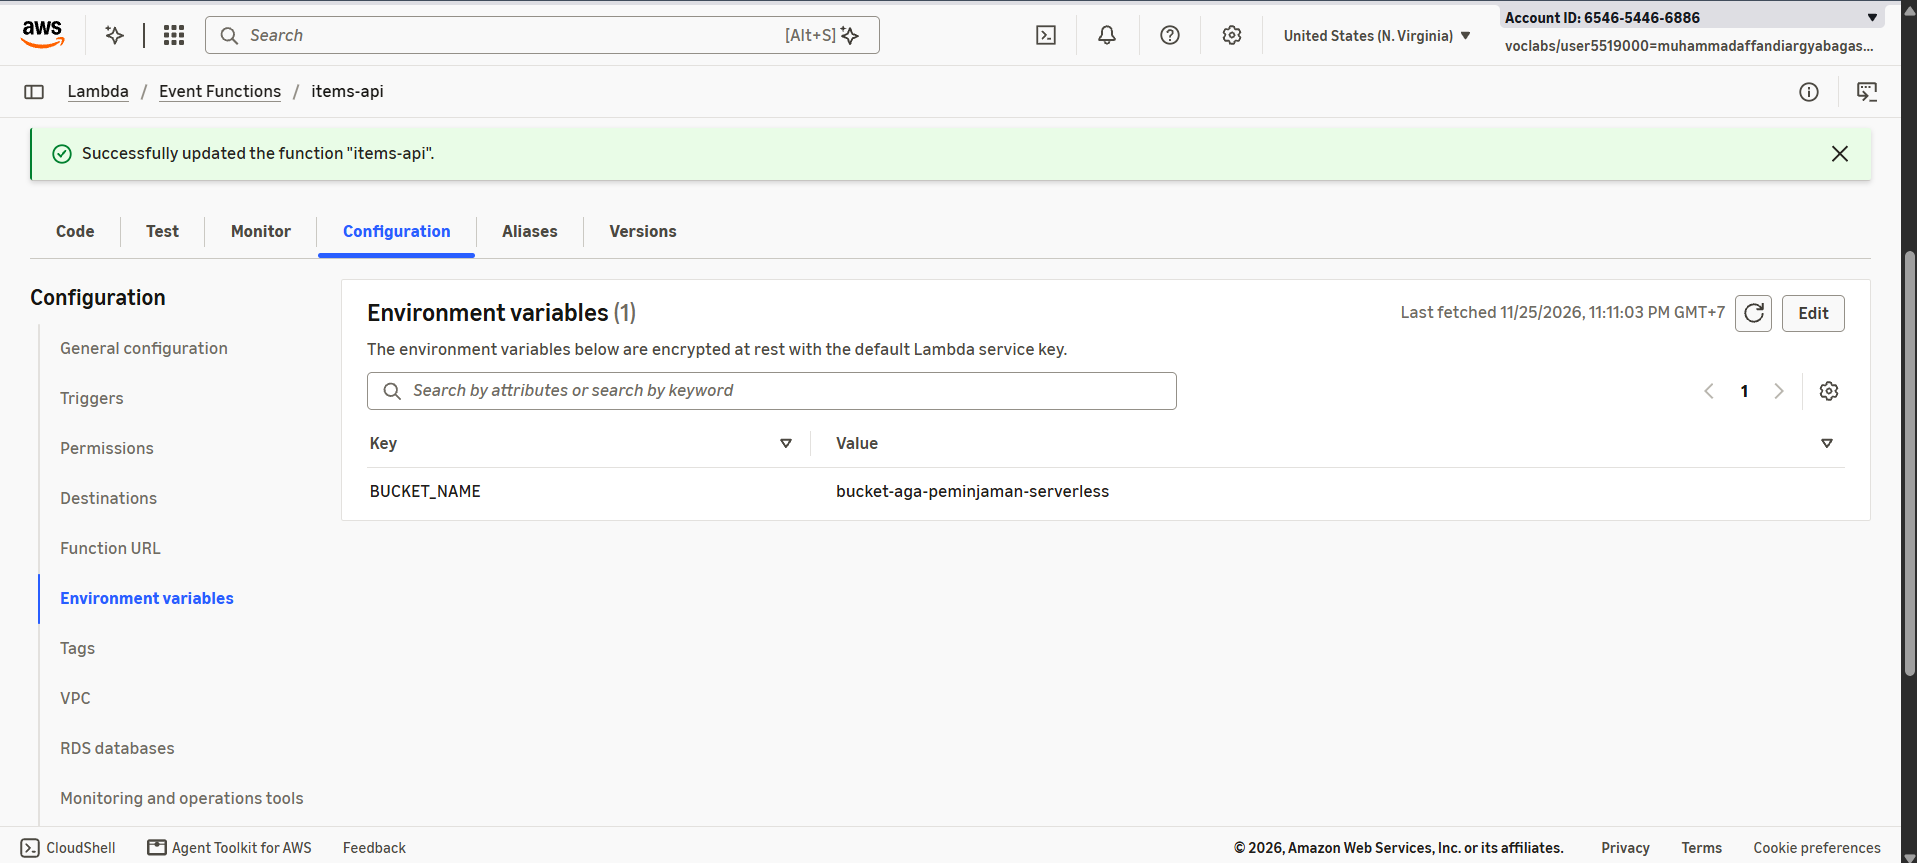 aws
Search [Alt+S]
United States (N. Virginia)
Account ID: 6546-5446-6886
voclabs/user5519000=muhammadaffandiargyabagas...
Lambda / Event Functions / items-api
Successfully updated the function "items-api".
Code
Test
Monitor
Configuration
Aliases
Versions
Configuration
General configuration
Triggers
Permissions
Destinations
Function URL
Environment variables
Tags
VPC
RDS databases
Monitoring and operations tools
Environment variables (1)
Last fetched 11/25/2026, 11:11:03 PM GMT+7
Edit
The environment variables below are encrypted at rest with the default Lambda service key.
Search by attributes or search by keyword
1
Key Value
BUCKET_NAME bucket-aga-peminjaman-serverless
CloudShell
Agent Toolkit for AWS
Feedback
© 2026, Amazon Web Services, Inc. or its affiliates.
Privacy
Terms
Cookie preferences